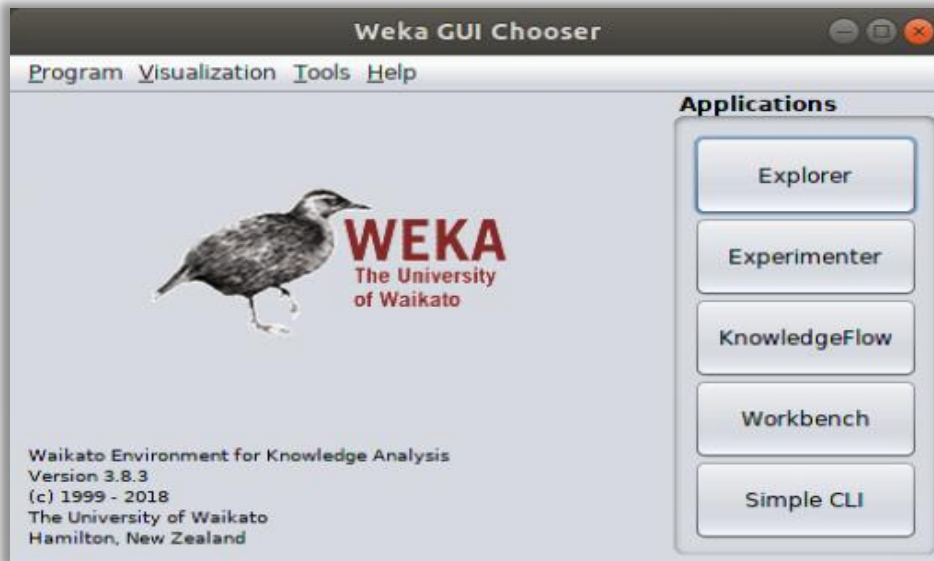 Weka GUI Chooser
Program Visualization Tools Help
Applications
Explorer
Experimenter
KnowledgeFlow
Workbench
Simple CLI
WEKA
The University
of Waikato
Waikato Environment for Knowledge Analysis
Version 3.8.3
(c) 1999 - 2018
The University of Waikato
Hamilton, New Zealand